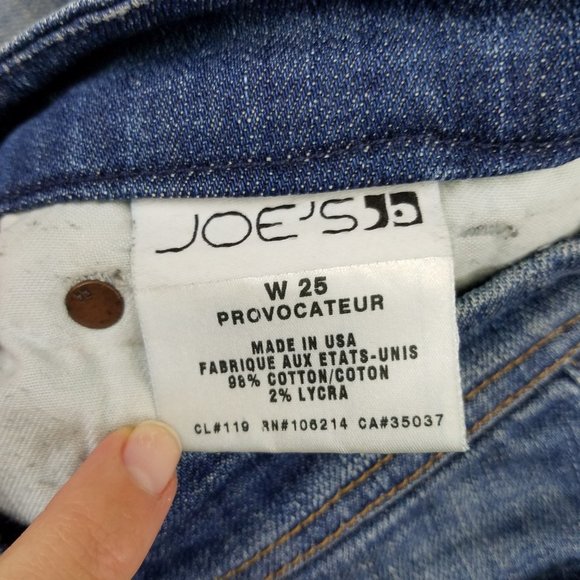 JOE'S
W 25
PROVOCATEUR
MADE IN USA
FABRIQUE AUX ETATS-UNIS
98% COTTON/COTON
2% LYCRA
CL#119 RN#106214 CA#35037